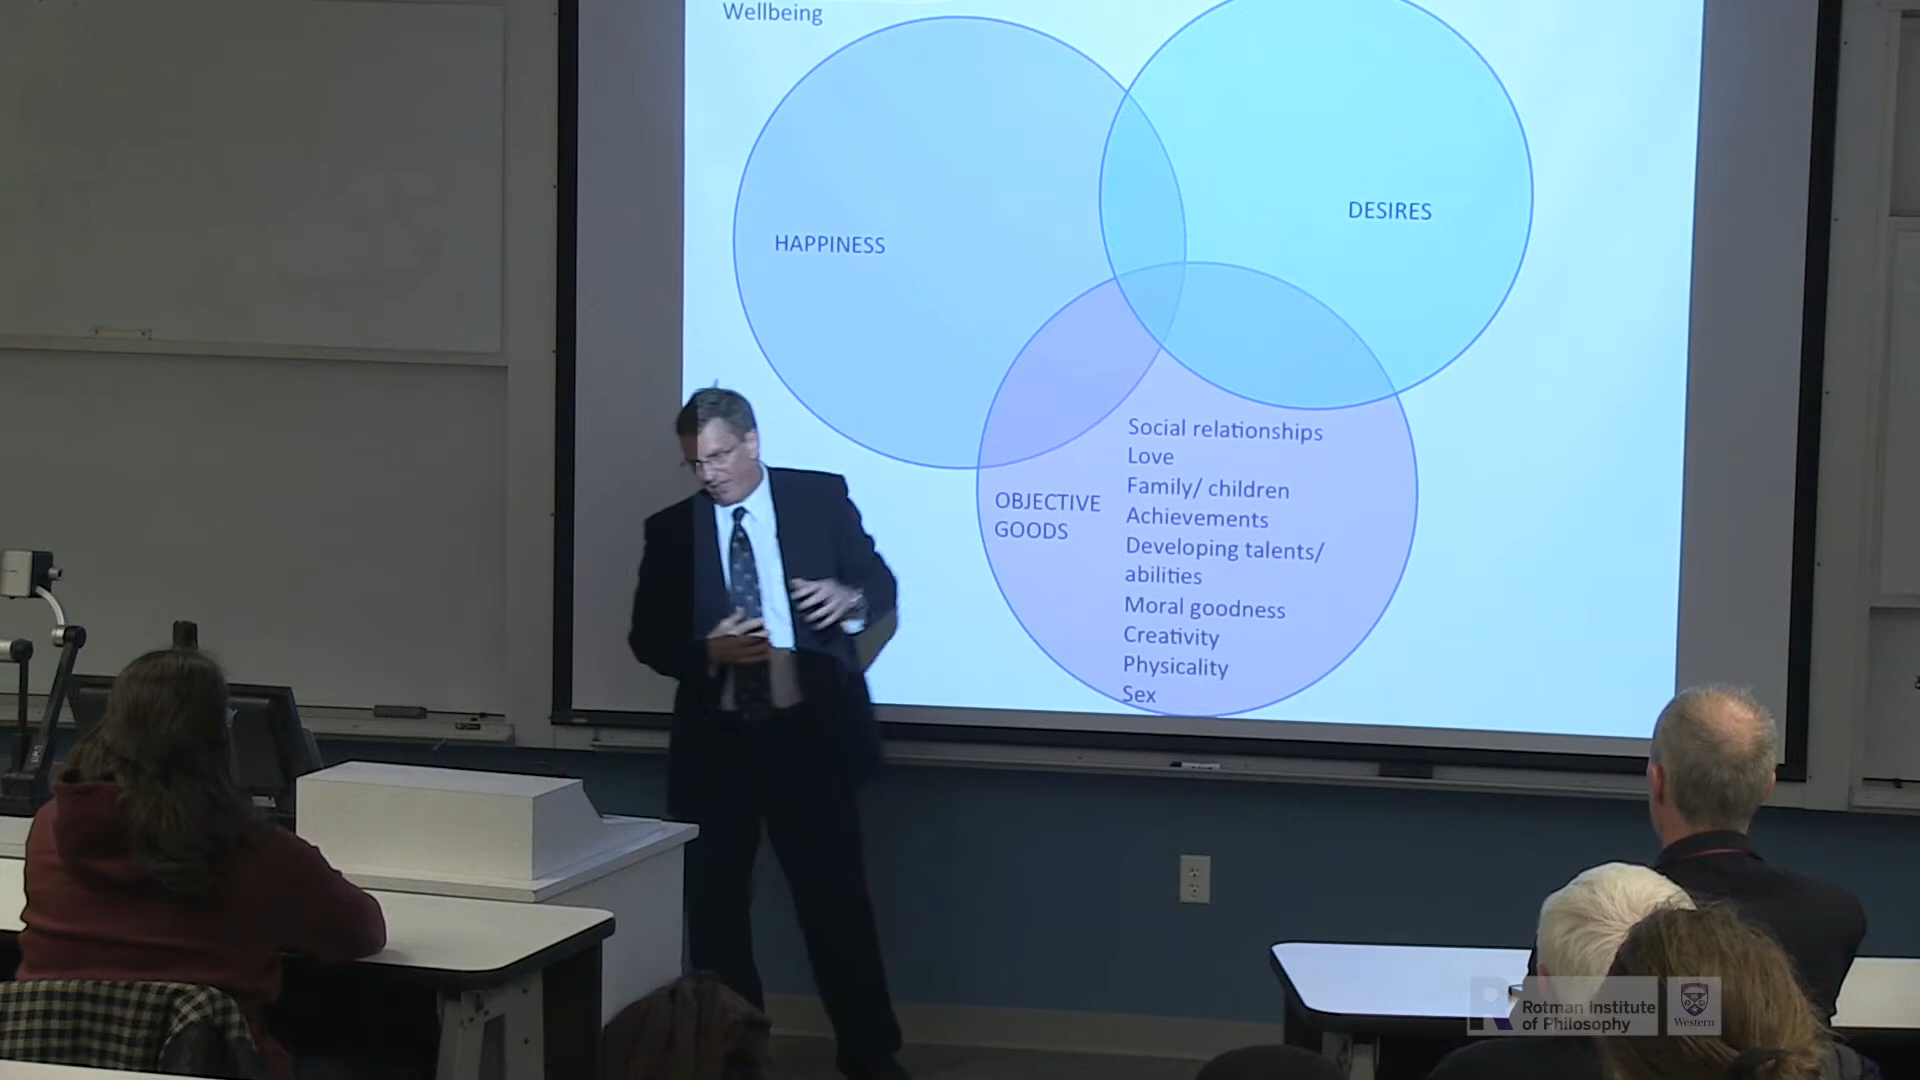 Wellbeing
HAPPINESS
DESIRES
OBJECTIVE
GOODS
Social relationships
Love
Family/ children
Achievements
Developing talents/
abilities
Moral goodness
Creativity
Physicality
Sex
Rotman Institute
of Philosophy
Western